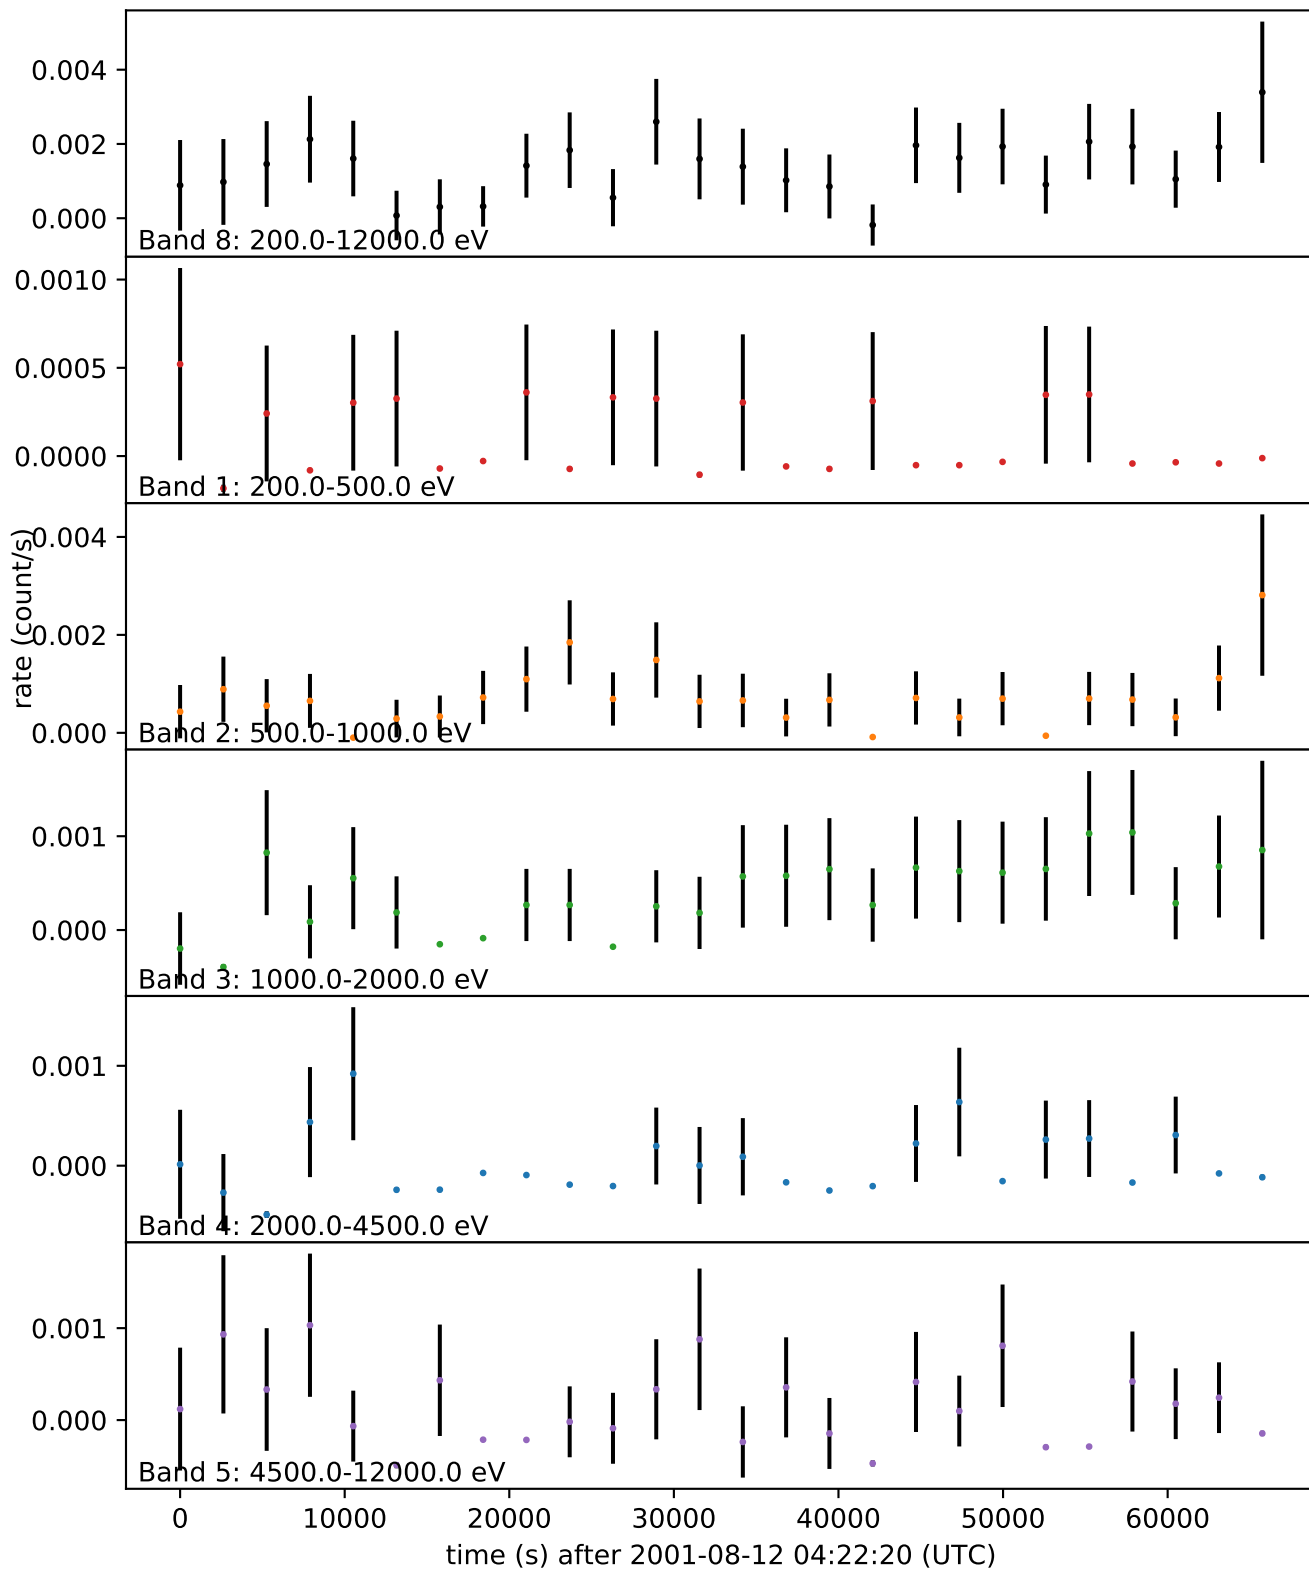 0.004
0.002
0.000
Band 8: 200.0-12000.0 eV
0.0010
0.0005
0.0000
Band 1: 200.0-500.0 eV
rate (count/s)
0.004
0.002
0.000
Band 2: 500.0-1000.0 eV
0.001
0.000
Band 3: 1000.0-2000.0 eV
0.001
0.000
Band 4: 2000.0-4500.0 eV
0.001
0.000
Band 5: 4500.0-12000.0 eV
0 10000 20000 30000 40000 50000 60000
time (s) after 2001-08-12 04:22:20 (UTC)